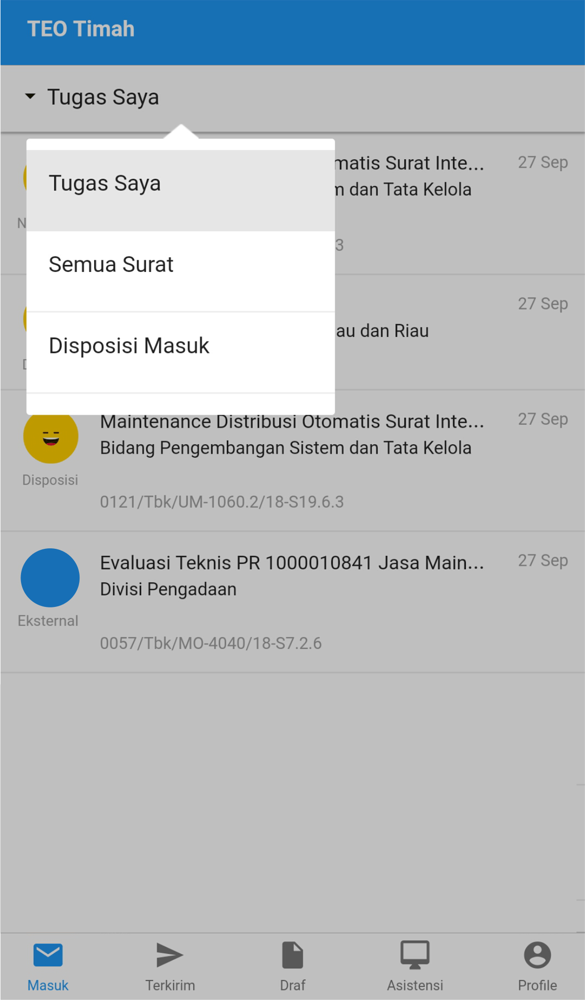 TEO Timah
Tugas Saya
Tugas Saya
Semua Surat
Disposisi Masuk
matis Surat Inte...
27 Sep
dan Tata Kelola
3
27 Sep
au dan Riau
Maintenance Distribusi Otomatis Surat Inte...
27 Sep
Bidang Pengembangan Sistem dan Tata Kelola
Disposisi
0121/Tbk/UM-1060.2/18-S19.6.3
Evaluasi Teknis PR 1000010841 Jasa Main...
27 Sep
Divisi Pengadaan
Eksternal
0057/Tbk/MO-4040/18-S7.2.6
Masuk
Terkirim
Draf
Asistensi
Profile